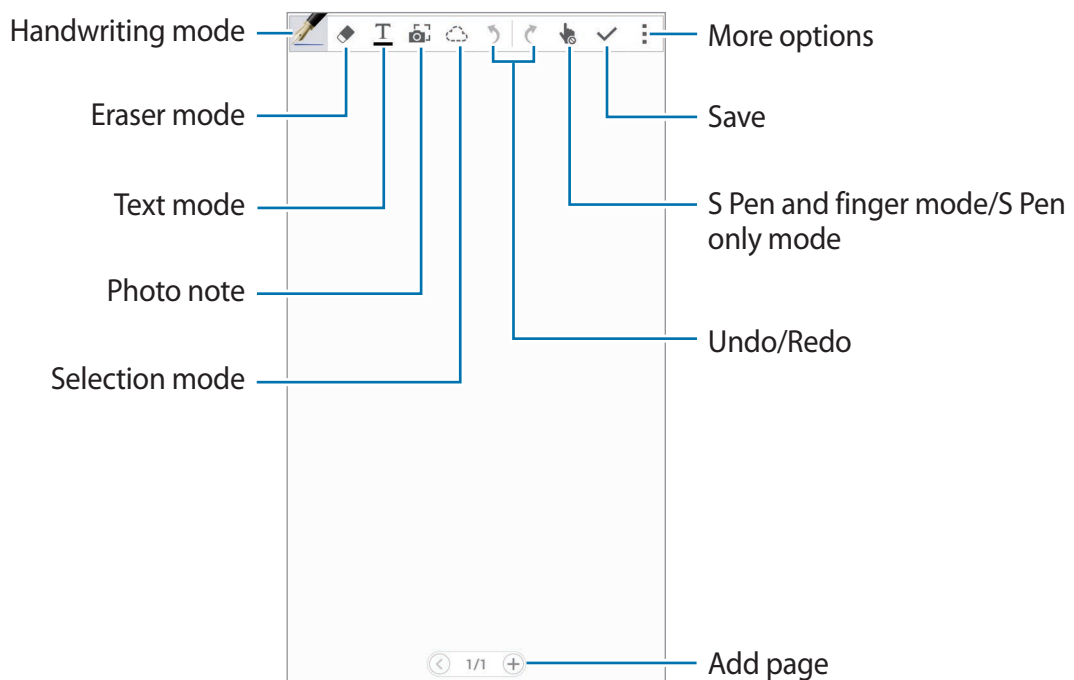 Handwriting mode
Eraser mode
Text mode
Photo note
Selection mode
T
More options
Save
S Pen and finger mode/S Pen
only mode
Undo/Redo
1/1
Add page